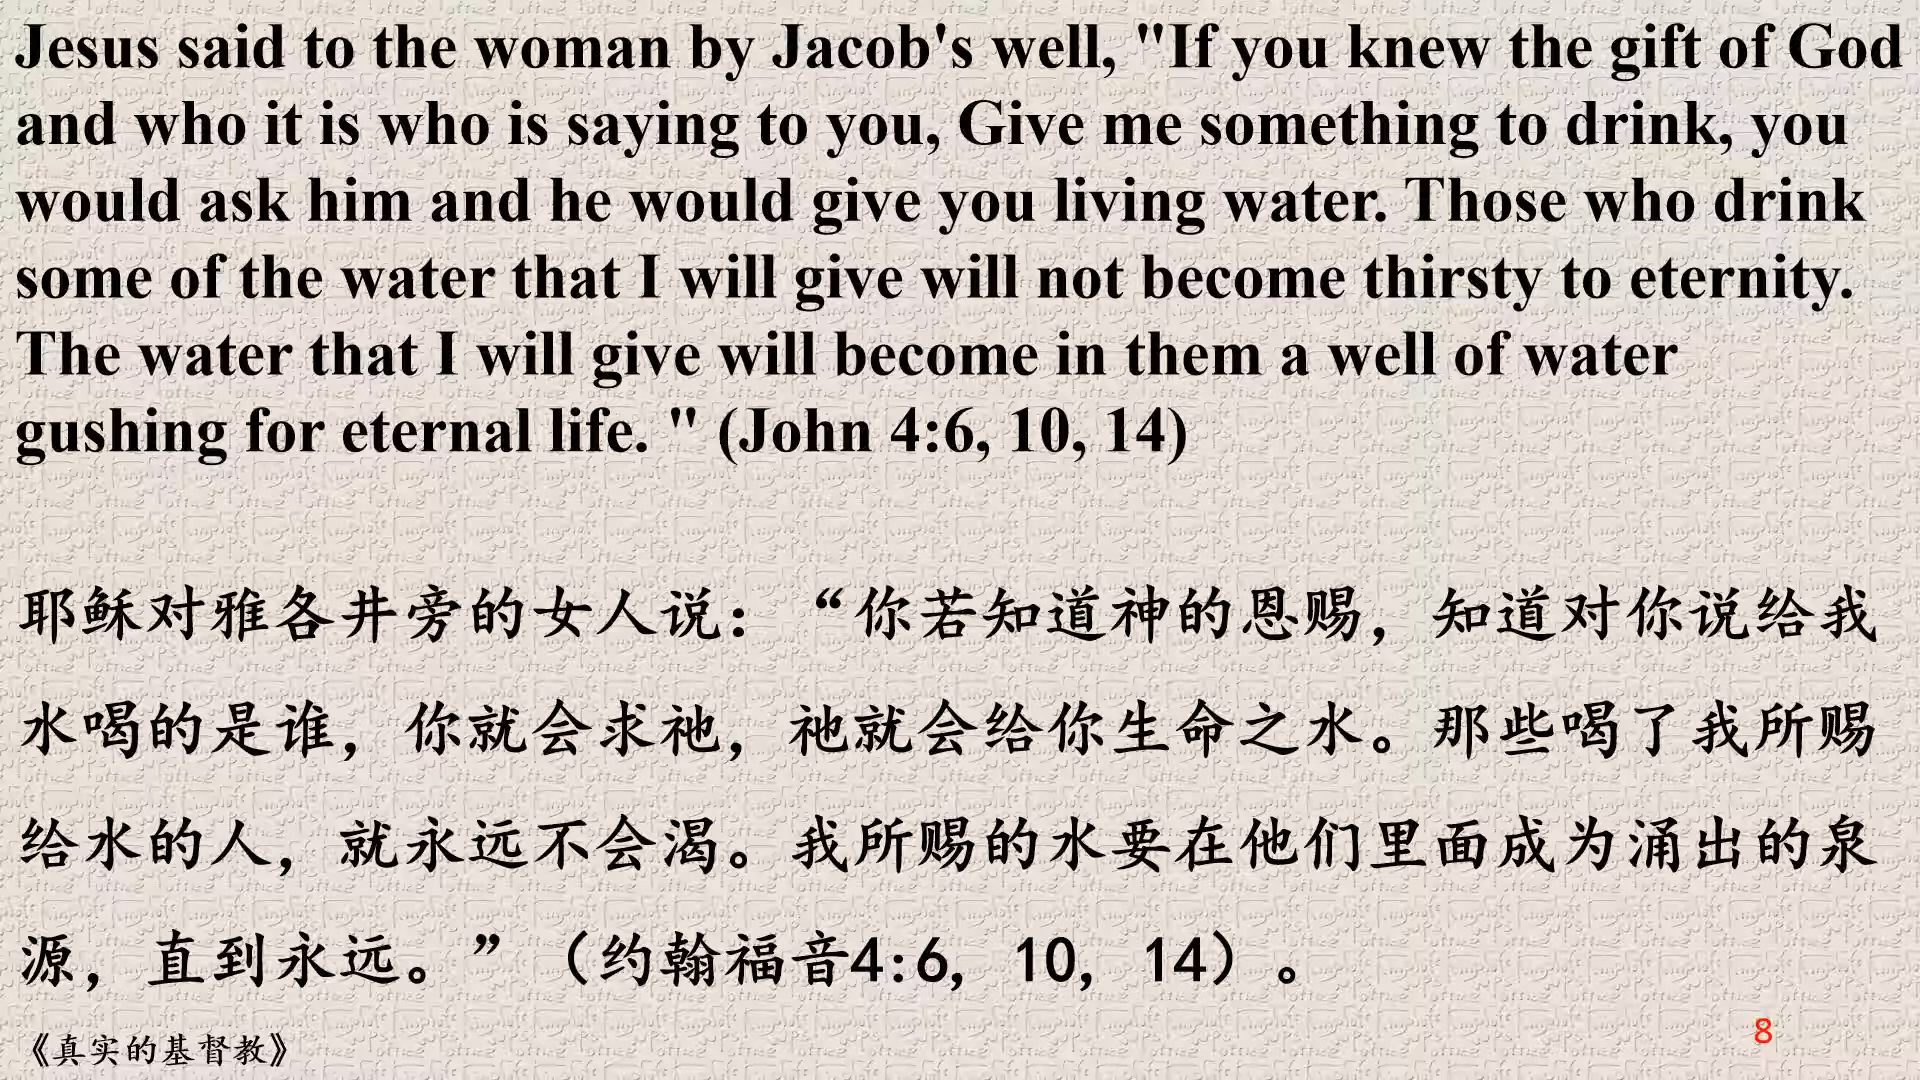 Jesus said to the woman by Jacob's well, "If you knew the gift of God
and who it is who is saying to you, Give me something to drink, you
would ask him and he would give you living water. Those who drink
some of the water that I will give will not become thirsty to eternity.
The water that I will give will become in them a well of water
gushing for eternal life. " (John 4:6, 10, 14)
耶稣对雅各井旁的女人说：“你若知道神的恩赐，知道对你说给我
水喝的是谁，你就会求祂，祂就会给你生命之水。那些喝了我所赐
给水的人，就永远不会渴。我所赐的水要在他们里面成为涌出的泉
源，直到永远。”（约翰福音4:6, 10, 14）。
《真实的基督教》
8